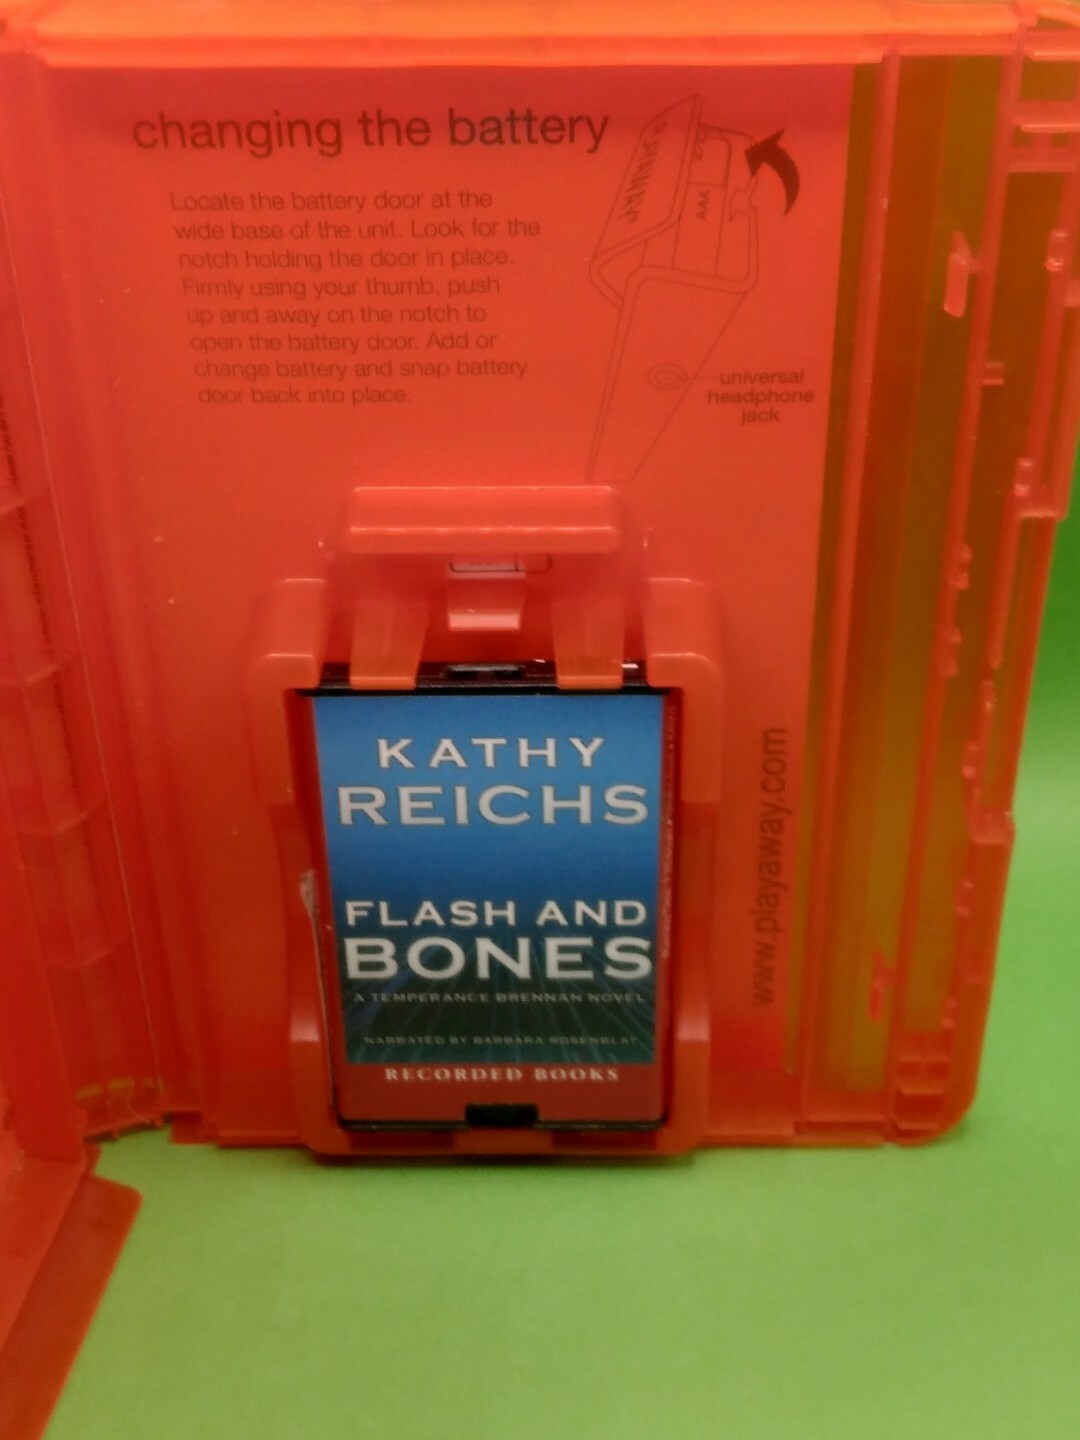 changing the battery
Locate the battery door at the
wide base of the unit. Look for the
notch holding the door in place.
Firmly using your thumb, push
up and away on the notch to
open the battery door. Add or
change battery and snap battery
door back into place.
AAA
universal
headphone
jack
KATHY
REICHS
FLASH AND
BONES
A TEMPERANCE BRENNAN NOVEL
NARRATED BY BARBARA ROSENBLAT
RECORDED BOOKS
www.playaway.com